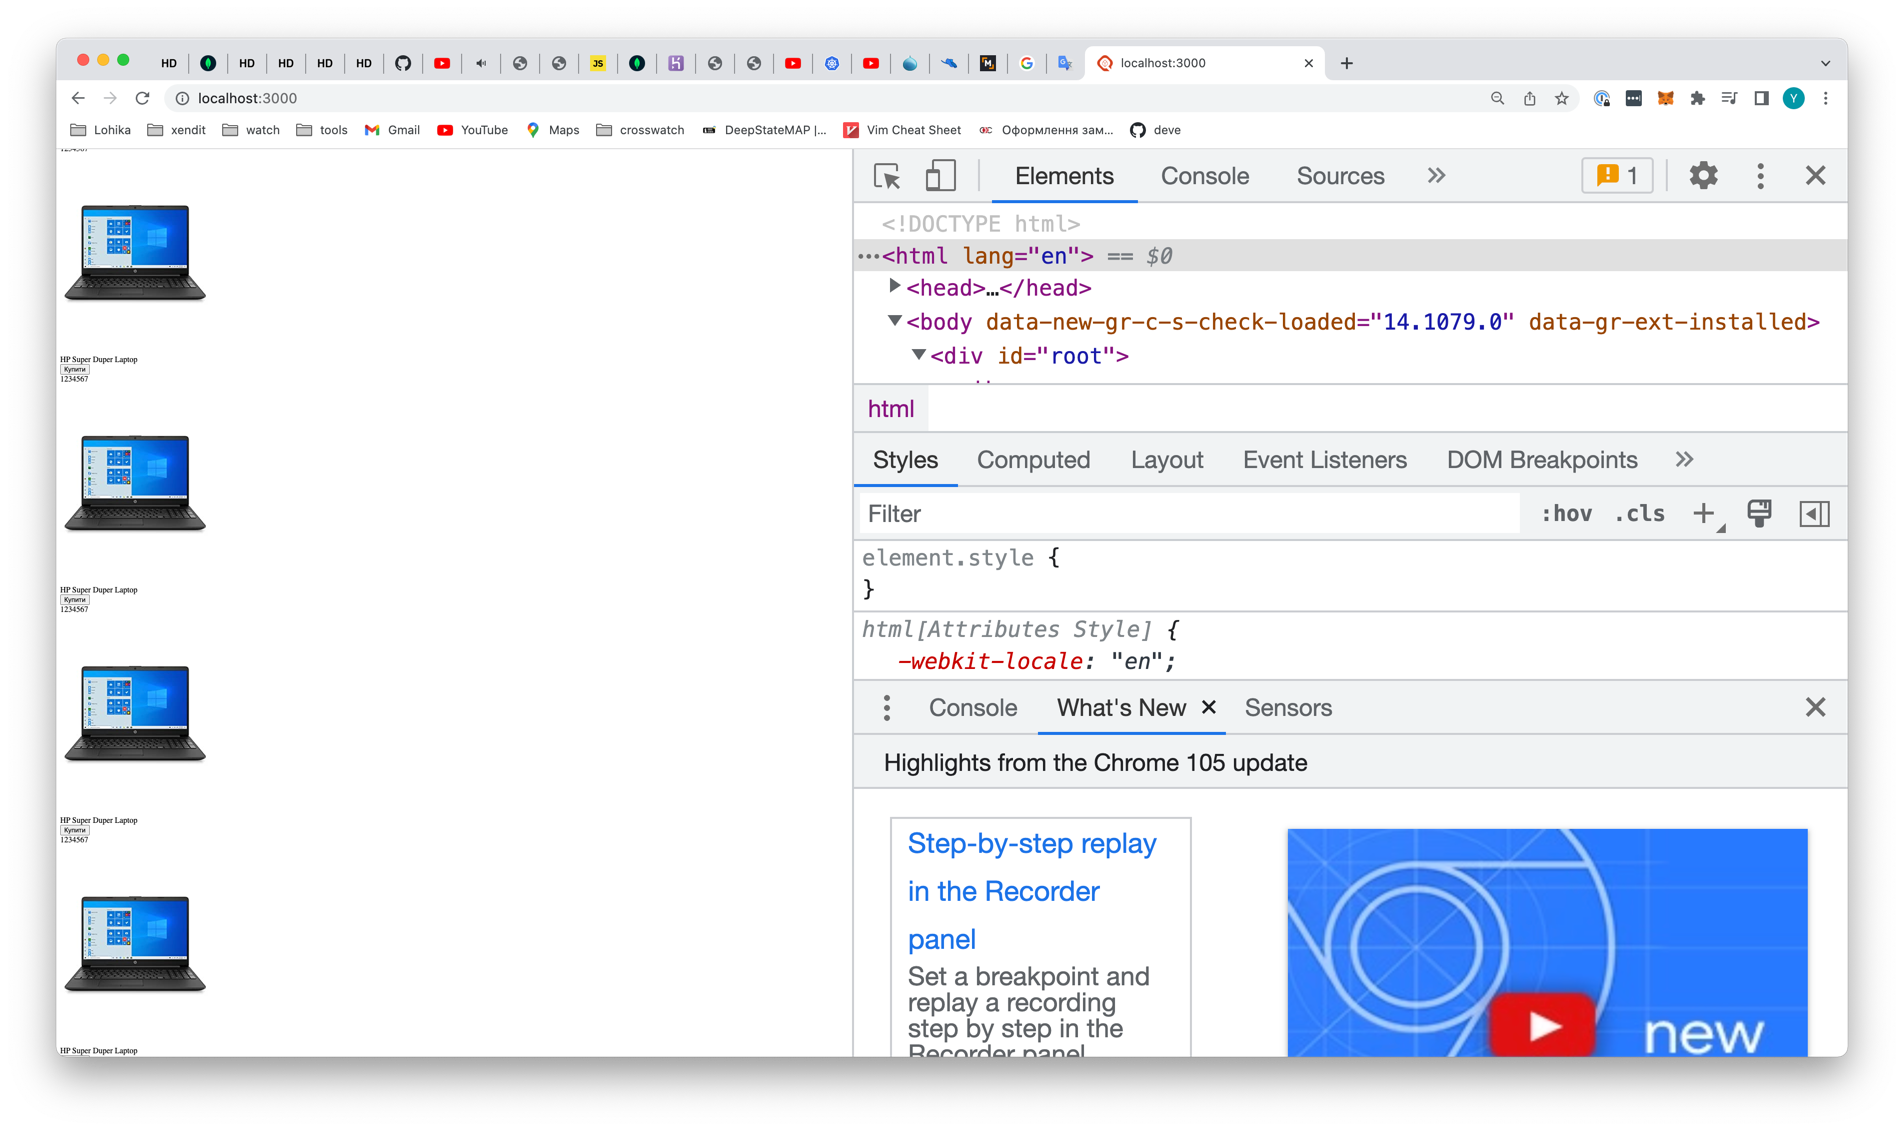 HD HD HD HD HD JS localhost:3000
localhost:3000 Y
Lohika xendit watch tools Gmail YouTube Maps crosswatch DeepStateMAP |... Vim Cheat Sheet Оформлення зам... deve
1234567
HP Super Duper Laptop
Купити
1234567
HP Super Duper Laptop
Купити
1234567
HP Super Duper Laptop
Купити
1234567
HP Super Duper Laptop
Elements Console Sources 1
<!DOCTYPE html>
···<html lang="en"> == $0
<head>…</head>
<body data-new-gr-c-s-check-loaded="14.1079.0" data-gr-ext-installed>
<div id="root">
html
Styles Computed Layout Event Listeners DOM Breakpoints
Filter :hov .cls
element.style {
}
html[Attributes Style] {
-webkit-locale: "en";
Console What's New Sensors
Highlights from the Chrome 105 update
Step-by-step replay
in the Recorder
panel
Set a breakpoint and
replay a recording
step by step in the
Recorder panel
new